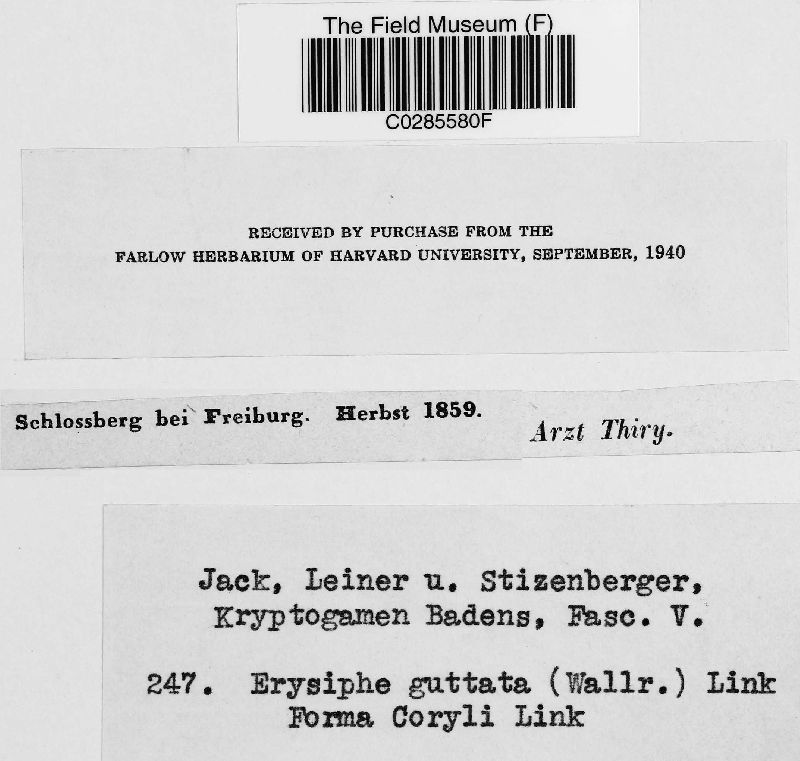 The Field Museum (F)
C0285580F
RECEIVED BY PURCHASE FROM THE
FARLOW HERBARIUM OF HARVARD UNIVERSITY, SEPTEMBER, 1940
Schlossberg bei Freiburg. Herbst 1859.
Arzt Thiry.
Jack, Leiner u. Stizenberger,
Kryptogamen Badens, Fasc. V.
247. Erysiphe guttata (Wallr.) Link
Forma Coryli Link